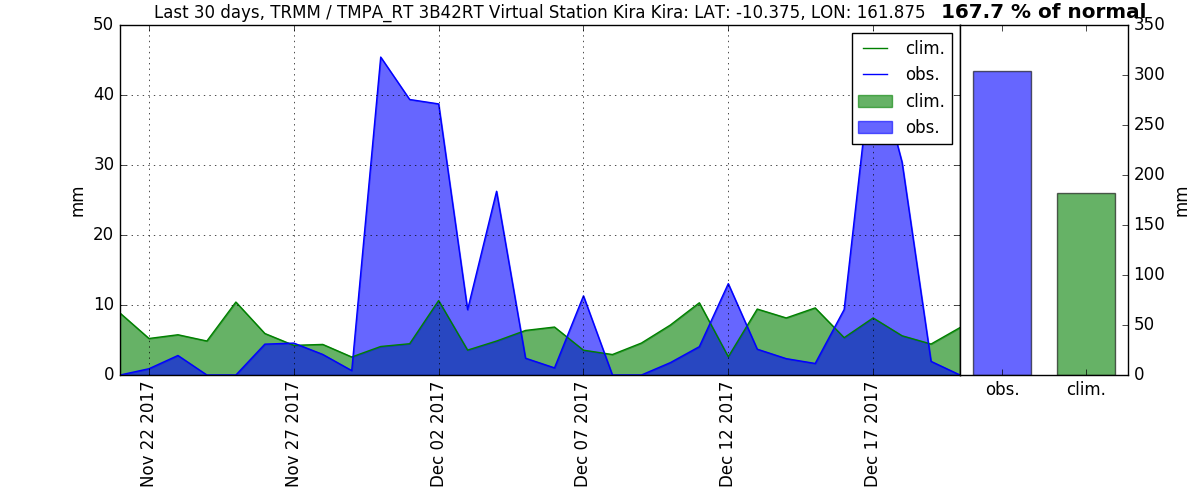 Last 30 days, TRMM / TMPA_RT 3B42RT Virtual Station Kira Kira: LAT: -10.375, LON: 161.875
167.7 % of normal
50
40
30
20
10
0
mm
clim.
obs.
clim.
obs.
350
300
250
200
150
100
50
0
mm
obs.
clim.
Nov 22 2017
Nov 27 2017
Dec 02 2017
Dec 07 2017
Dec 12 2017
Dec 17 2017